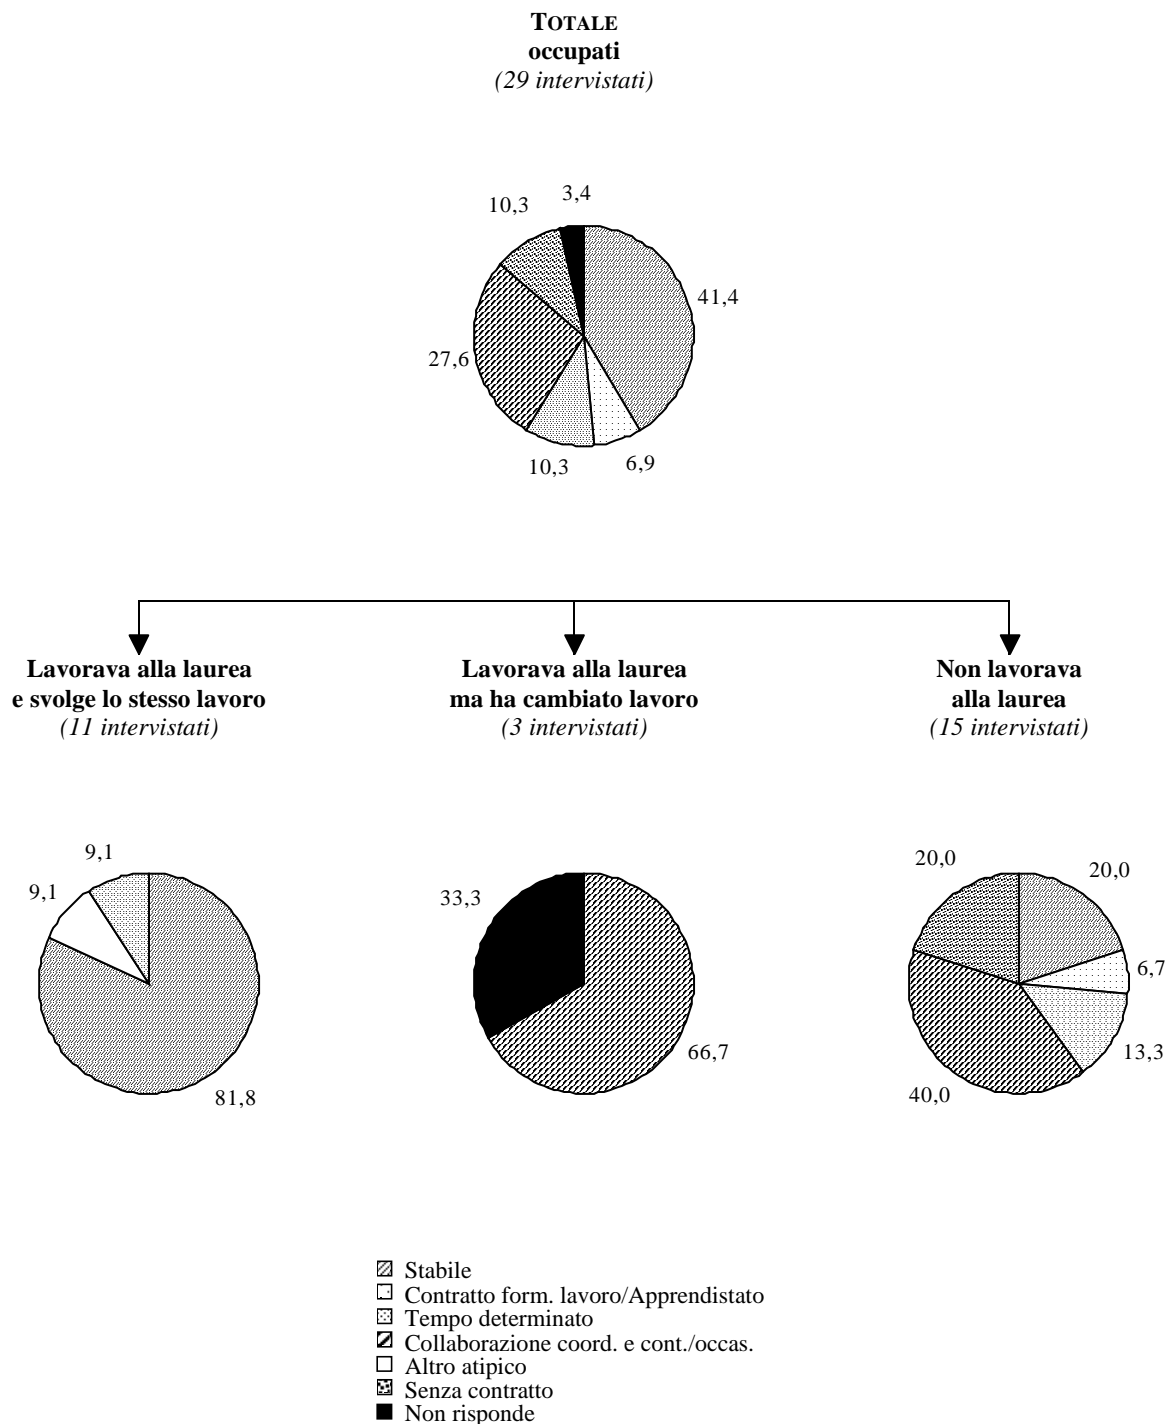 TOTALE
occupati
(29 intervistati)
10,3
3,4
41,4
27,6
10,3
6,9
Lavorava alla laurea
e svolge lo stesso lavoro
(11 intervistati)
Lavorava alla laurea
ma ha cambiato lavoro
(3 intervistati)
Non lavorava
alla laurea
(15 intervistati)
9,1
9,1
81,8
33,3
66,7
20,0
20,0
6,7
13,3
40,0
Stabile
Contratto form. lavoro/Apprendistato
Tempo determinato
Collaborazione coord. e cont./occas.
Altro atipico
Senza contratto
Non risponde